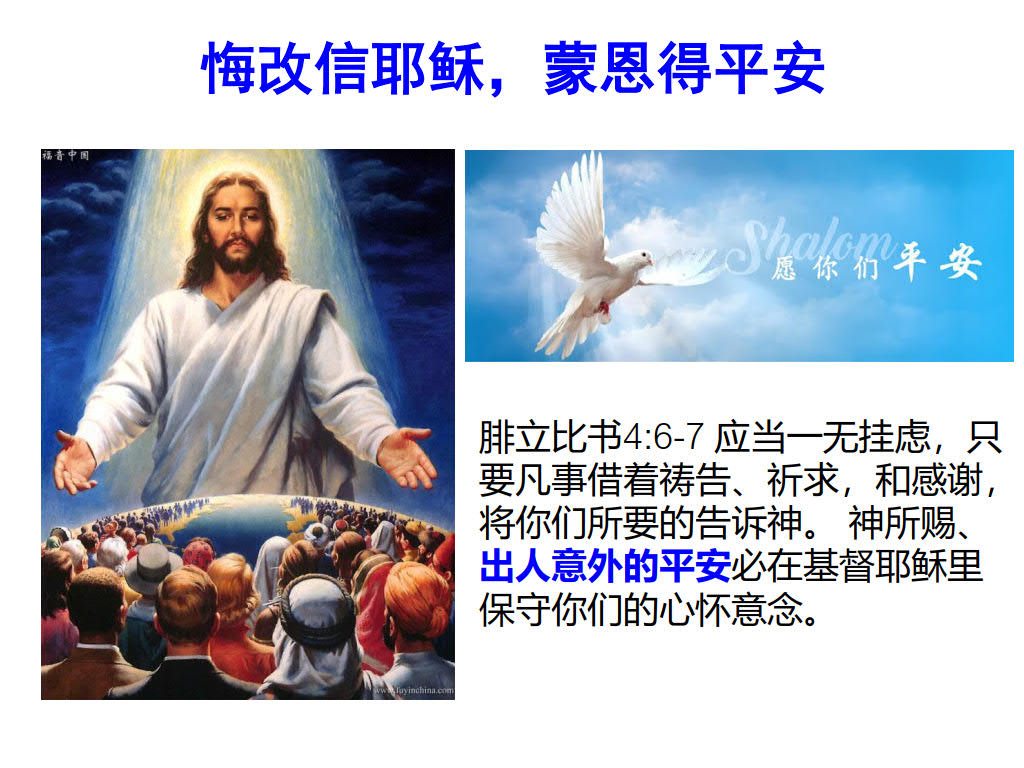 悔改信耶稣，蒙恩得平安
福音中国
Shalom
愿你们平安
腓立比书4:6-7 应当一无挂虑，只
要凡事借着祷告、祈求，和感谢，
将你们所要的告诉神。 神所赐、
出人意外的平安必在基督耶稣里
保守你们的心怀意念。
www.fuyinchina.com